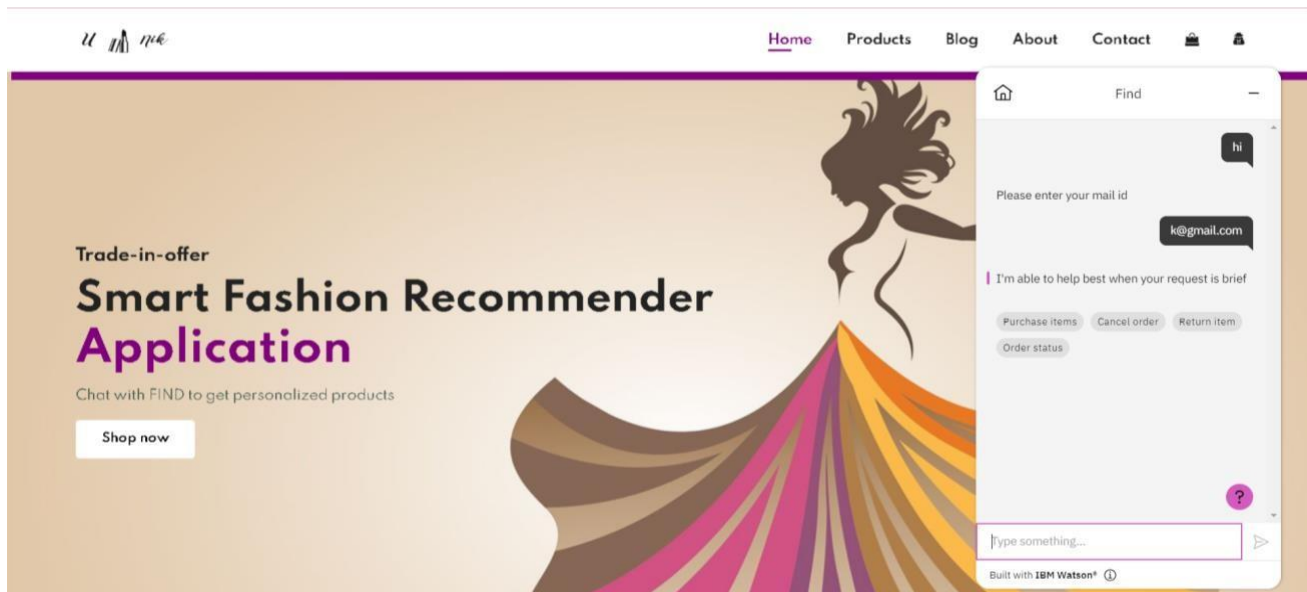 u nik
Home Products Blog About Contact
Find
hi
Please enter your mail id
k@gmail.com
I'm able to help best when your request is brief
Purchase items Cancel order Return item
Order status
Trade-in-offer
Smart Fashion Recommender
Application
Chat with FIND to get personalized products
Shop now
?
Type something...
Built with IBM Watson®